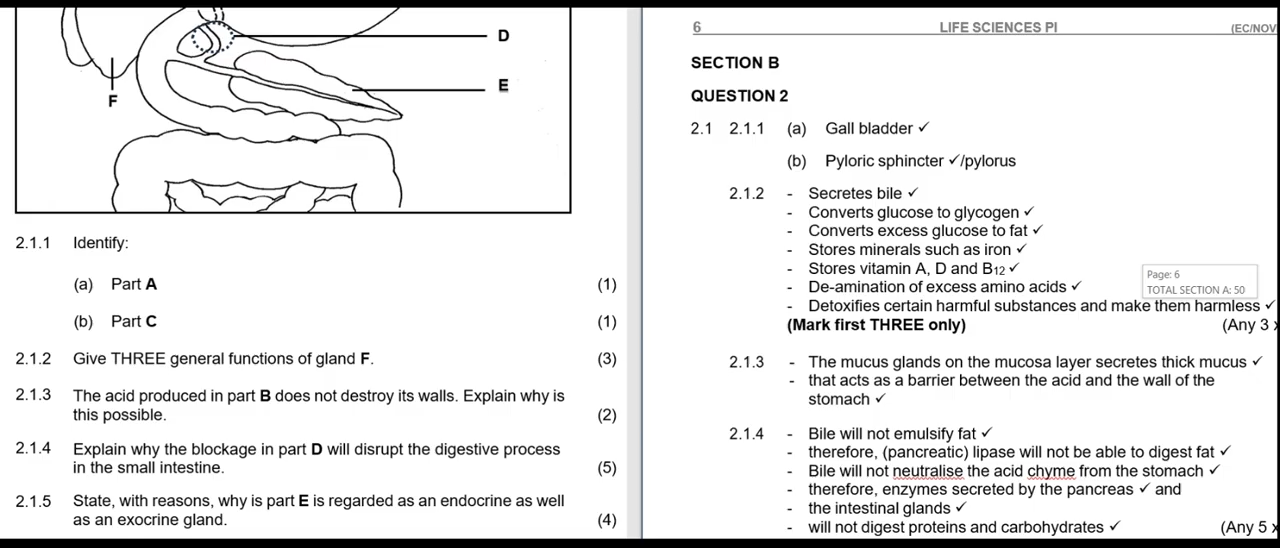 D
E
F
2.1.1 Identify:
(a) Part A (1)
(b) Part C (1)
2.1.2 Give THREE general functions of gland F. (3)
2.1.3 The acid produced in part B does not destroy its walls. Explain why is
this possible. (2)
2.1.4 Explain why the blockage in part D will disrupt the digestive process
in the small intestine. (5)
2.1.5 State, with reasons, why is part E is regarded as an endocrine as well
as an exocrine gland. (4)
6 LIFE SCIENCES PI (EC/NOV
SECTION B
QUESTION 2
2.1 2.1.1 (a) Gall bladder ✓
(b) Pyloric sphincter ✓/pylorus
2.1.2 - Secretes bile ✓
- Converts glucose to glycogen ✓
- Converts excess glucose to fat ✓
- Stores minerals such as iron ✓
- Stores vitamin A, D and B12 ✓
- De-amination of excess amino acids ✓
- Detoxifies certain harmful substances and make them harmless ✓
(Mark first THREE only) (Any 3 x
Page: 6
TOTAL SECTION A: 50
2.1.3 - The mucus glands on the mucosa layer secretes thick mucus ✓
- that acts as a barrier between the acid and the wall of the
stomach ✓
2.1.4 - Bile will not emulsify fat ✓
- therefore, (pancreatic) lipase will not be able to digest fat ✓
- Bile will not neutralise the acid chyme from the stomach ✓
- therefore, enzymes secreted by the pancreas ✓ and
- the intestinal glands ✓
- will not digest proteins and carbohydrates ✓ (Any 5 x